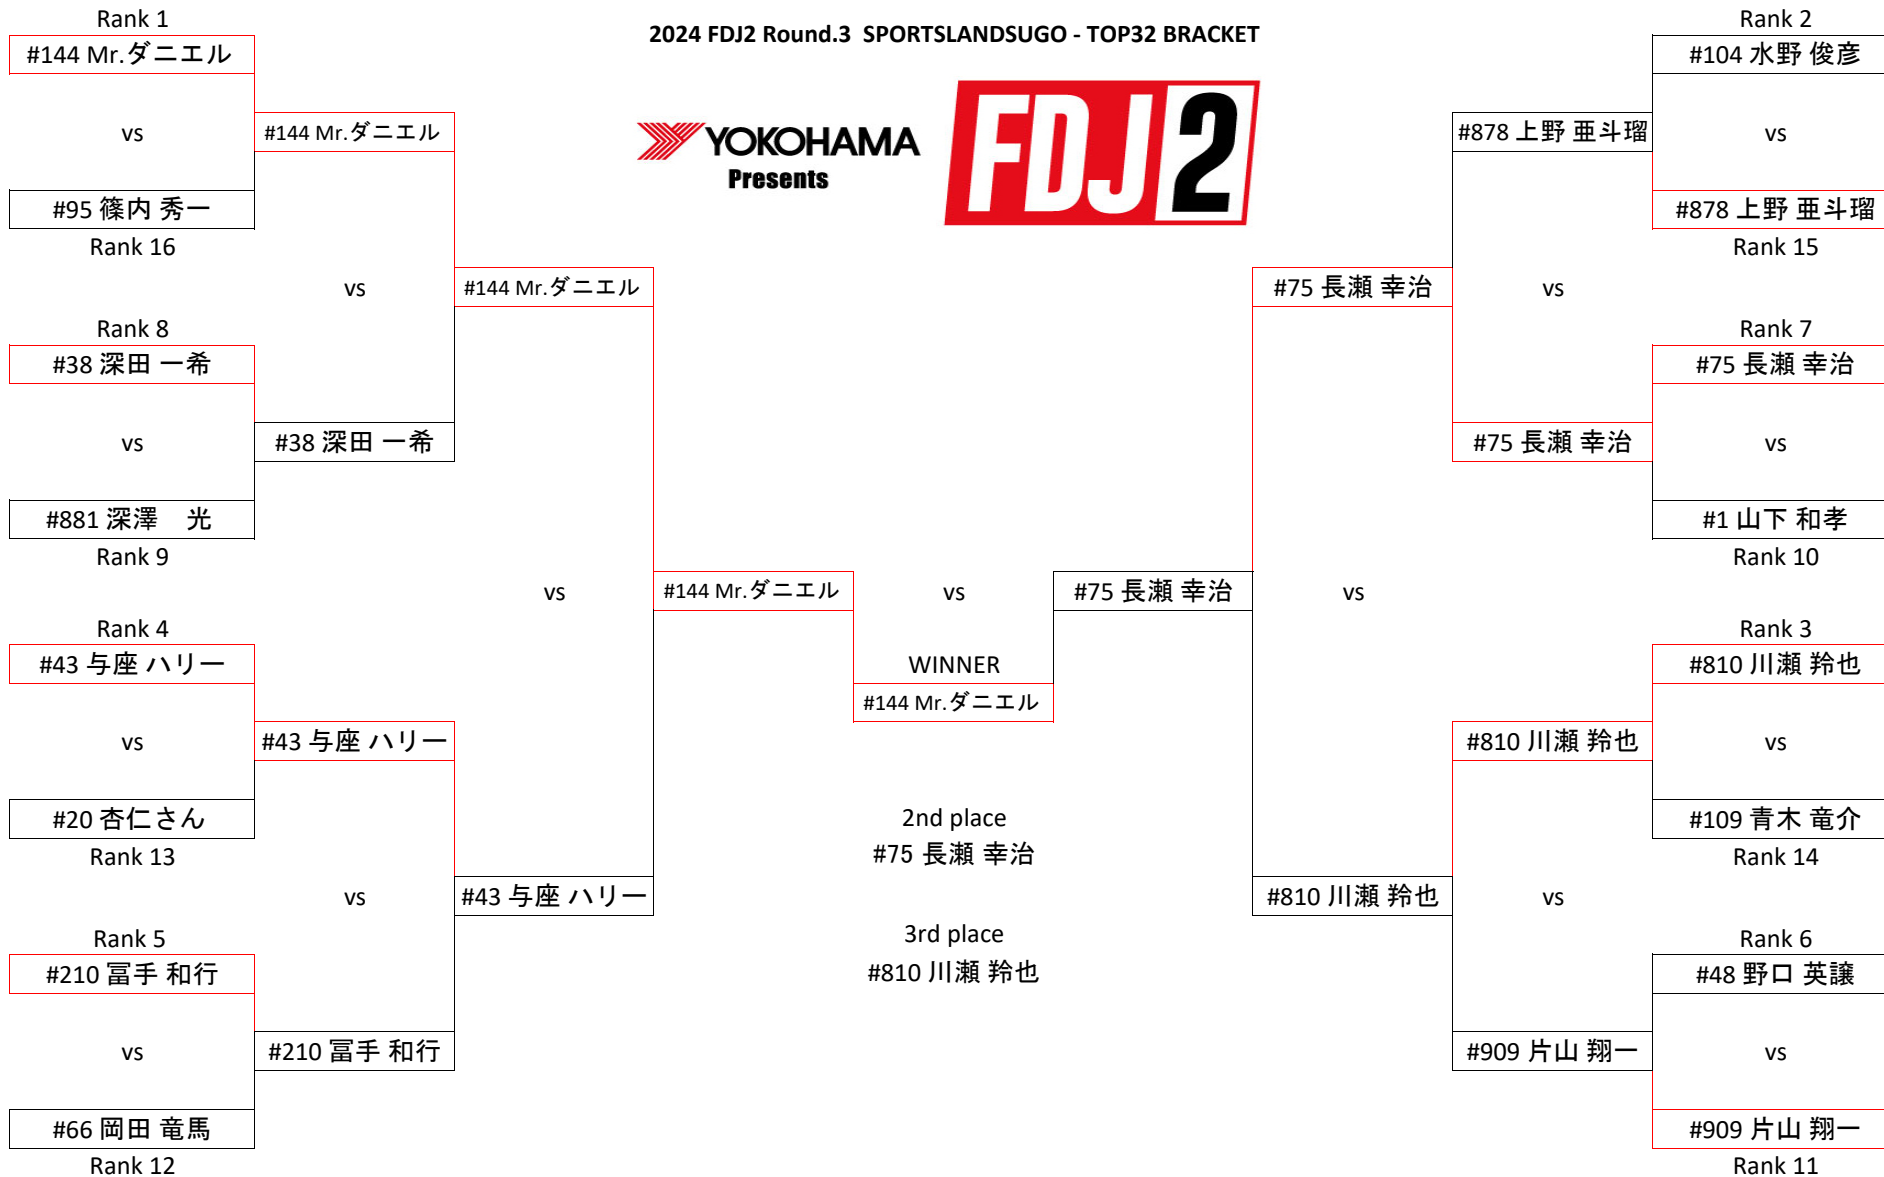 2024 FDJ2 Round.3 SPORTSLANDSUGO - TOP32 BRACKET
YOKOHAMA
Presents
FDJ2
Rank 1
#144 Mr.ダニエル
vs
#95 篠内 秀一
Rank 16
Rank 8
#38 深田 一希
vs
#881 深澤　光
Rank 9
Rank 4
#43 与座 ハリー
vs
#20 杏仁さん
Rank 13
Rank 5
#210 冨手 和行
vs
#66 岡田 竜馬
Rank 12
#144 Mr.ダニエル
vs
#38 深田 一希
#43 与座 ハリー
vs
#210 冨手 和行
#144 Mr.ダニエル
vs
#43 与座 ハリー
#144 Mr.ダニエル
vs
#75 長瀬 幸治
WINNER
#144 Mr.ダニエル
2nd place
#75 長瀬 幸治
3rd place
#810 川瀬 羚也
#75 長瀬 幸治
vs
#810 川瀬 羚也
#878 上野 亜斗瑠
vs
#75 長瀬 幸治
#810 川瀬 羚也
vs
#909 片山 翔一
Rank 2
#104 水野 俊彦
vs
#878 上野 亜斗瑠
Rank 15
Rank 7
#75 長瀬 幸治
vs
#1 山下 和孝
Rank 10
Rank 3
#810 川瀬 羚也
vs
#109 青木 竜介
Rank 14
Rank 6
#48 野口 英譲
vs
#909 片山 翔一
Rank 11